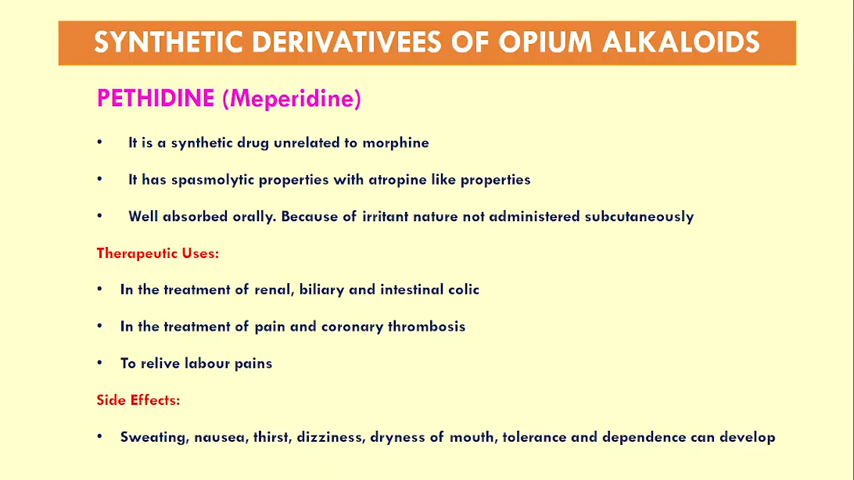 SYNTHETIC DERIVATIVEES OF OPIUM ALKALOIDS
PETHIDINE (Meperidine)
• It is a synthetic drug unrelated to morphine
• It has spasmolytic properties with atropine like properties
• Well absorbed orally. Because of irritant nature not administered subcutaneously
Therapeutic Uses:
• In the treatment of renal, biliary and intestinal colic
• In the treatment of pain and coronary thrombosis
• To relive labour pains
Side Effects:
• Sweating, nausea, thirst, dizziness, dryness of mouth, tolerance and dependence can develop